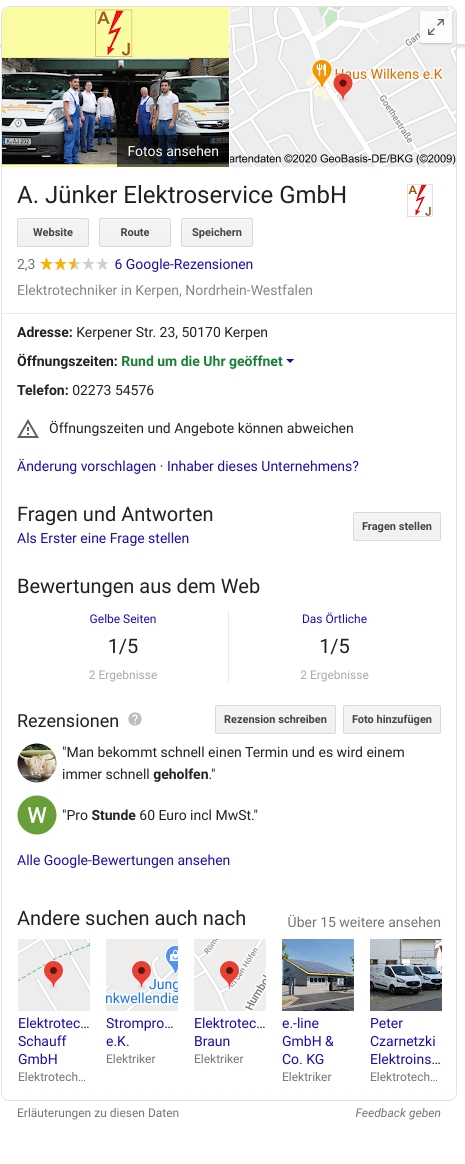 A
J
Fotos ansehen
Haus Wilkens e.K
Goethestraße
Gart
artendaten ©2020 GeoBasis-DE/BKG (©2009)
A. Jünker Elektroservice GmbH
A
J
Website
Route
Speichern
2,3
6 Google-Rezensionen
Elektrotechniker in Kerpen, Nordrhein-Westfalen
Adresse: Kerpener Str. 23, 50170 Kerpen
Öffnungszeiten: Rund um die Uhr geöffnet
Telefon: 02273 54576
Öffnungszeiten und Angebote können abweichen
Änderung vorschlagen · Inhaber dieses Unternehmens?
Fragen und Antworten
Fragen stellen
Als Erster eine Frage stellen
Bewertungen aus dem Web
Gelbe Seiten
Das Örtliche
1/5
1/5
2 Ergebnisse
2 Ergebnisse
Rezensionen
?
Rezension schreiben
Foto hinzufügen
"Man bekommt schnell einen Termin und es wird einem
immer schnell geholfen."
W
"Pro Stunde 60 Euro incl MwSt."
Alle Google-Bewertungen ansehen
Andere suchen auch nach
Über 15 weitere ansehen
Jung
nkwellendie
Humbol
Elektrotec...
Schauff
GmbH
Elektrotech...
Strompro...
e.K.
Elektriker
Elektrotec...
Braun
Elektriker
e.-line
GmbH &
Co. KG
Elektriker
Peter
Czarnetzki
Elektroins...
Elektrotech...
Erläuterungen zu diesen Daten
Feedback geben